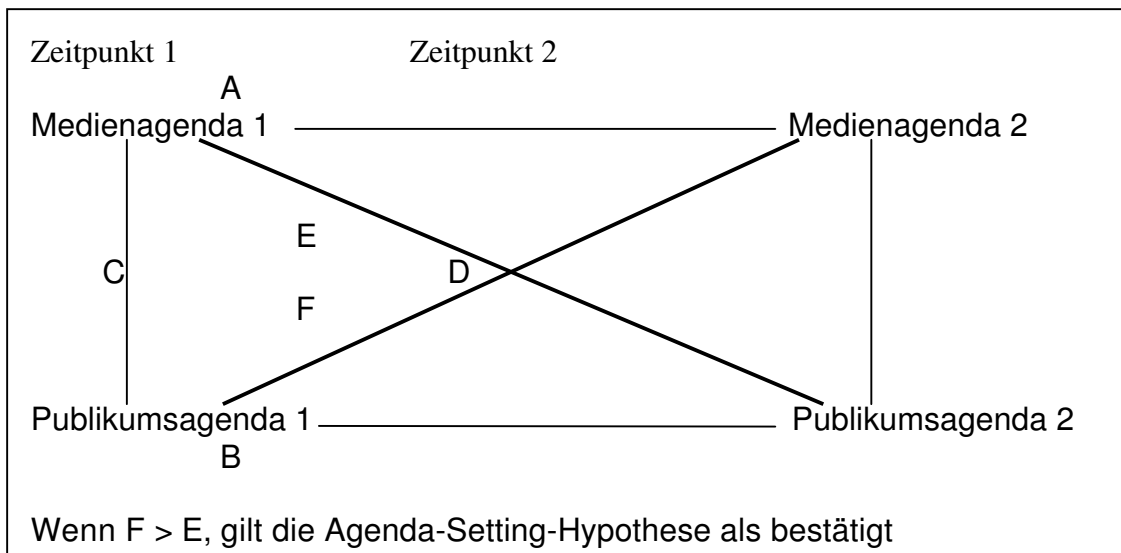 Zeitpunkt 1 Zeitpunkt 2
A
Medienagenda 1 Medienagenda 2
E
C D
F
Publikumsagenda 1 Publikumsagenda 2
B
Wenn F > E, gilt die Agenda-Setting-Hypothese als bestätigt